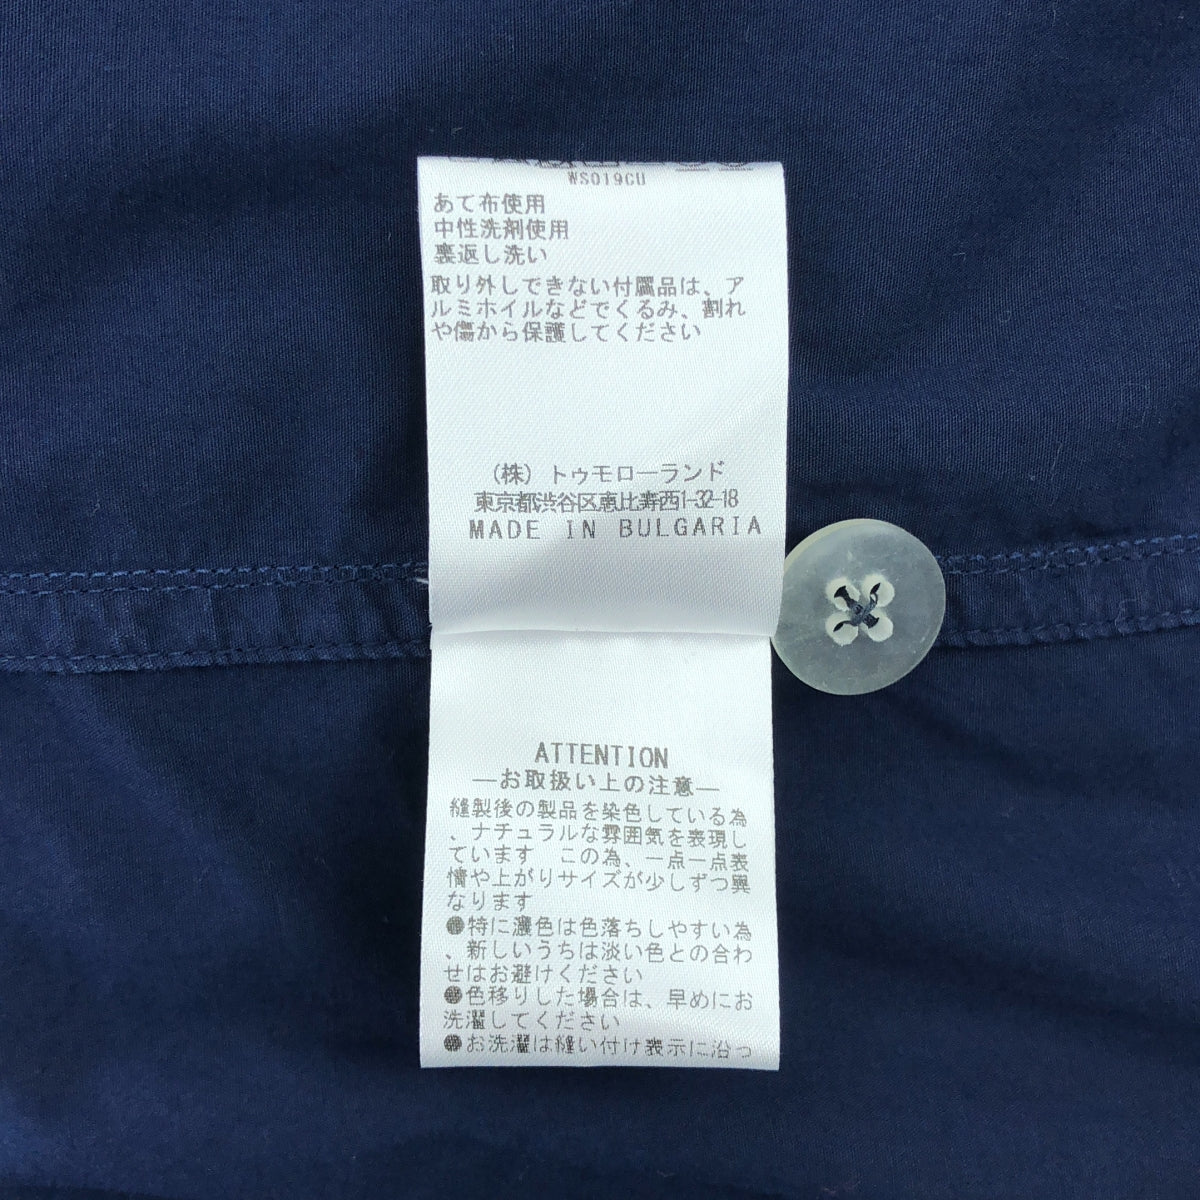 WS019CU
あて布使用
中性洗剤使用
裏返し洗い
取り外しできない付属品は、ア
ルミホイルなどでくるみ、割れ
や傷から保護してください
(株) トゥモローランド
東京都渋谷区恵比寿西1-32-18
MADE IN BULGARIA
ATTENTION
―お取扱い上の注意―
縫製後の製品を染色している為
、ナチュラルな雰囲気を表現し
ています　この為、一点一点表
情や上がりサイズが少しずつ異
なります
●特に濃色は色落ちしやすい為
、新しいうちは淡い色との合わ
せはお避けください
●色移りした場合は、早めにお
洗濯してください
●お洗濯は縫い付け表示に沿っ